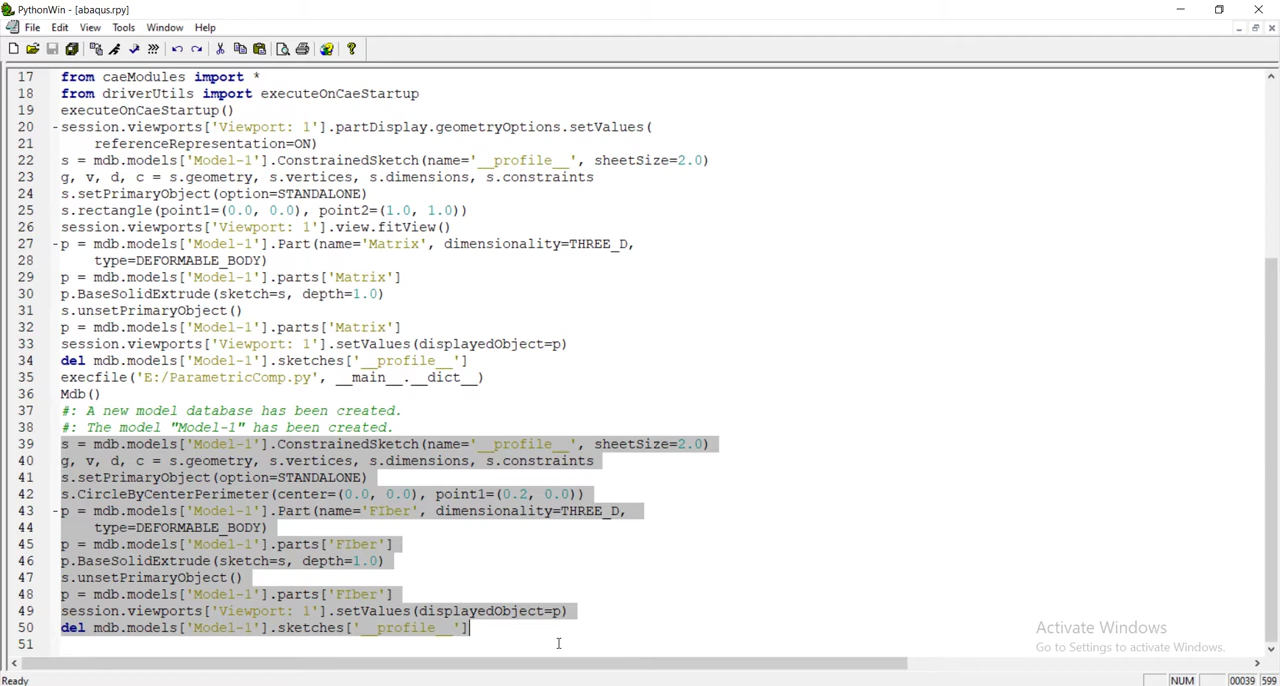 PythonWin - [abaqus.rpy]
File Edit View Tools Window Help
17 from caeModules import *
18 from driverUtils import executeOnCaeStartup
19 executeOnCaeStartup()
20 -session.viewports['Viewport: 1'].partDisplay.geometryOptions.setValues(
21     referenceRepresentation=ON)
22 s = mdb.models['Model-1'].ConstrainedSketch(name='__profile__', sheetSize=2.0)
23 g, v, d, c = s.geometry, s.vertices, s.dimensions, s.constraints
24 s.setPrimaryObject(option=STANDALONE)
25 s.rectangle(point1=(0.0, 0.0), point2=(1.0, 1.0))
26 session.viewports['Viewport: 1'].view.fitView()
27 -p = mdb.models['Model-1'].Part(name='Matrix', dimensionality=THREE_D,
28     type=DEFORMABLE_BODY)
29 p = mdb.models['Model-1'].parts['Matrix']
30 p.BaseSolidExtrude(sketch=s, depth=1.0)
31 s.unsetPrimaryObject()
32 p = mdb.models['Model-1'].parts['Matrix']
33 session.viewports['Viewport: 1'].setValues(displayedObject=p)
34 del mdb.models['Model-1'].sketches['__profile__']
35 execfile('E:/ParametricComp.py', __main__.__dict__)
36 Mdb()
37 #: A new model database has been created.
38 #: The model "Model-1" has been created.
39 s = mdb.models['Model-1'].ConstrainedSketch(name='__profile__', sheetSize=2.0)
40 g, v, d, c = s.geometry, s.vertices, s.dimensions, s.constraints
41 s.setPrimaryObject(option=STANDALONE)
42 s.CircleByCenterPerimeter(center=(0.0, 0.0), point1=(0.2, 0.0))
43 -p = mdb.models['Model-1'].Part(name='FIber', dimensionality=THREE_D,
44     type=DEFORMABLE_BODY)
45 p = mdb.models['Model-1'].parts['FIber']
46 p.BaseSolidExtrude(sketch=s, depth=1.0)
47 s.unsetPrimaryObject()
48 p = mdb.models['Model-1'].parts['FIber']
49 session.viewports['Viewport: 1'].setValues(displayedObject=p)
50 del mdb.models['Model-1'].sketches['__profile__']
51
Activate Windows
Go to Settings to activate Windows.
Ready NUM 00039 599